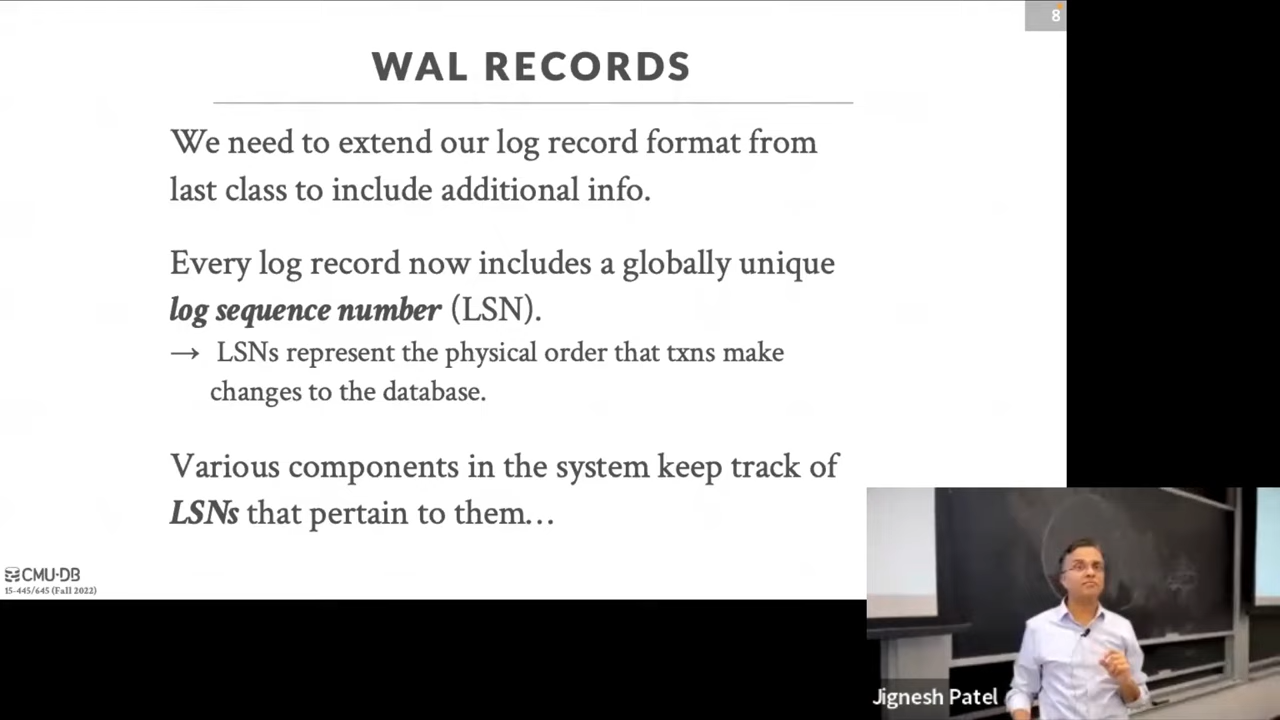 8
WAL RECORDS
We need to extend our log record format from
last class to include additional info.
Every log record now includes a globally unique
log sequence number (LSN).
→ LSNs represent the physical order that txns make
changes to the database.
Various components in the system keep track of
LSNs that pertain to them…
CMU·DB
15-445/645 (Fall 2022)
Jignesh Patel